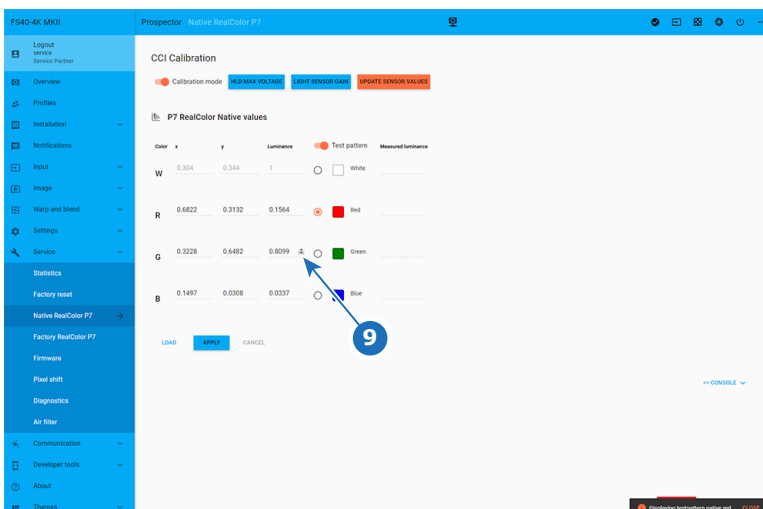 FS40-4K MKII
Prospector Native RealColor P7
Logout
service
Service Partner
Overview
Profiles
Installation
Notifications
Input
Image
Warp and blend
Settings
Service
Statistics
Factory reset
Native RealColor P7
Factory RealColor P7
Firmware
Pixel shift
Diagnostics
Air filter
Communication
Developer tools
About
Themes
CCI Calibration
Calibration mode HLD MAX VOLTAGE LIGHT SENSOR GAIN UPDATE SENSOR VALUES
P7 RealColor Native values
Color x y Luminance Test pattern Measured luminance
W 0.304 0.344 1 White
R 0.6822 0.3132 0.1564 Red
G 0.3228 0.6482 0.8099 Green
B 0.1497 0.0308 0.0337 Blue
9
LOAD APPLY CANCEL
<> CONSOLE
Displaying testpattern native red CLOSE